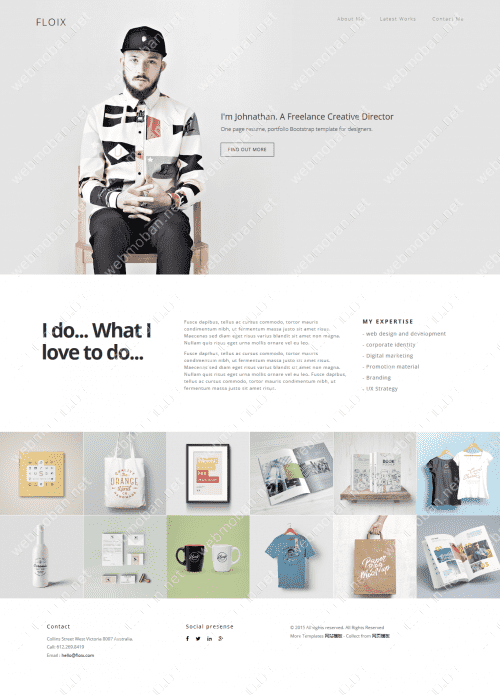 FLOIX
About Me
Latest Works
Contact Me
I'm Johnathan. A Freelance Creative Director
One page resume, portfolio Bootstrap template for designers.
FIND OUT MORE
I do... What I
love to do...
Fusce dapibus, tellus ac cursus commodo, tortor mauris
condimentum nibh, ut fermentum massa justo sit amet risus.
Maecenas sed diam eget risus varius blandit sit amet non magna.
Nullam quis risus eget urna mollis ornare vel eu leo.
Fusce dapibus, tellus ac cursus commodo, tortor mauris
condimentum nibh, ut fermentum massa justo sit amet risus.
Maecenas sed diam eget risus varius blandit sit amet non magna.
Nullam quis risus eget urna mollis ornare vel eu leo. Fusce dapibus,
tellus ac cursus commodo, tortor mauris condimentum nibh, ut
fermentum massa justo sit amet risus.
MY EXPERTISE
- web design and development
- corporate identity
- Digital marketing
- Promotion material
- Branding
- UX Strategy
ORANGE
BOOK
Contact
Collins Street West Victoria 8007 Australia.
Call: 612.269.8419
Email : hello@floix.com
Social presense
© 2015 All rights reserved. All Rights Reserved
More Templates 网站模板 - Collect from 网页模板
webmoban.net